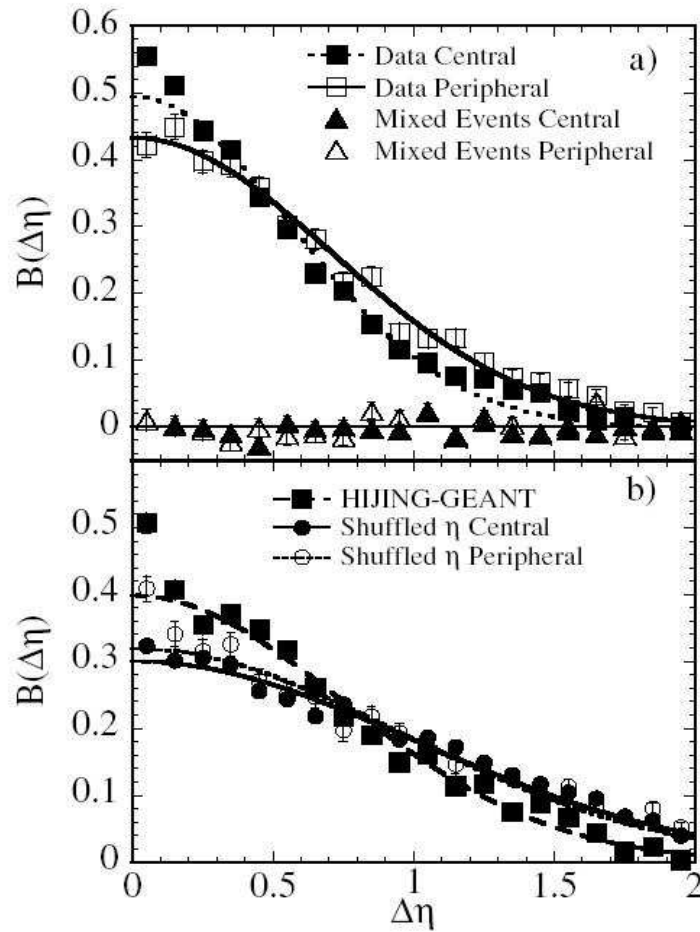 0.6
a)
Data Central
Data Peripheral
Mixed Events Central
Mixed Events Peripheral
0.5
0.4
0.3
0.2
0.1
0
B(Δη)
b)
HIJING-GEANT
Shuffled η Central
Shuffled η Peripheral
0.5
0.4
0.3
0.2
0.1
0
B(Δη)
0 0.5 1 1.5 2
Δη